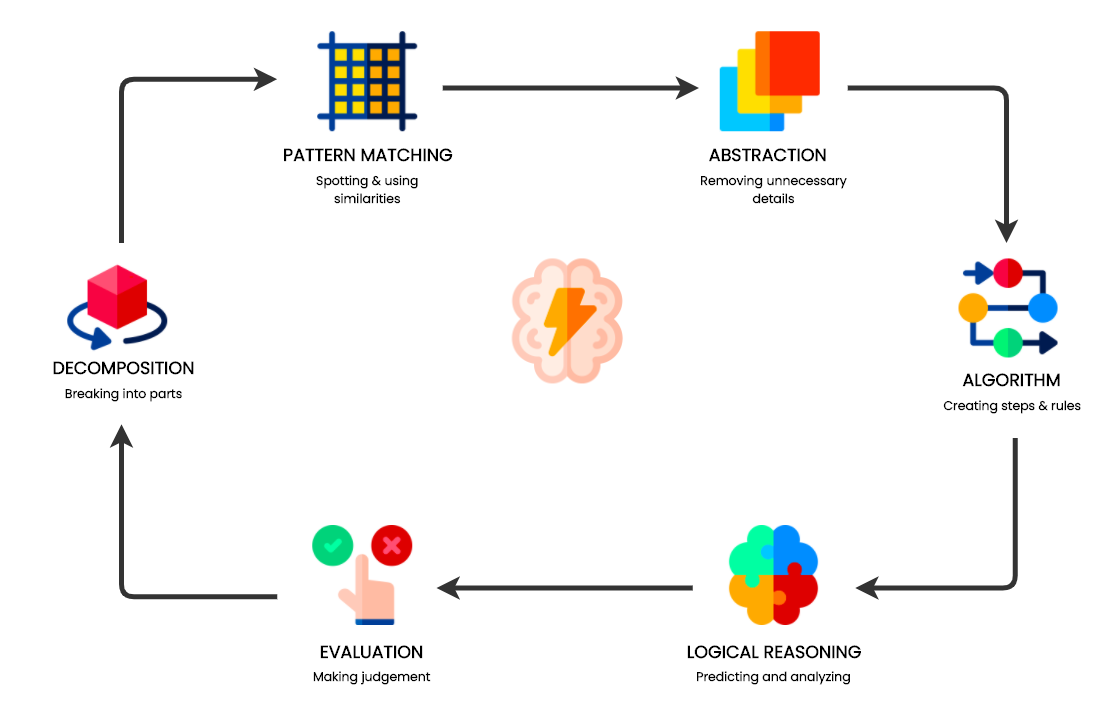 PATTERN MATCHING
Spotting & using
similarities
ABSTRACTION
Removing unnecessary
details
DECOMPOSITION
Breaking into parts
ALGORITHM
Creating steps & rules
EVALUATION
Making judgement
LOGICAL REASONING
Predicting and analyzing